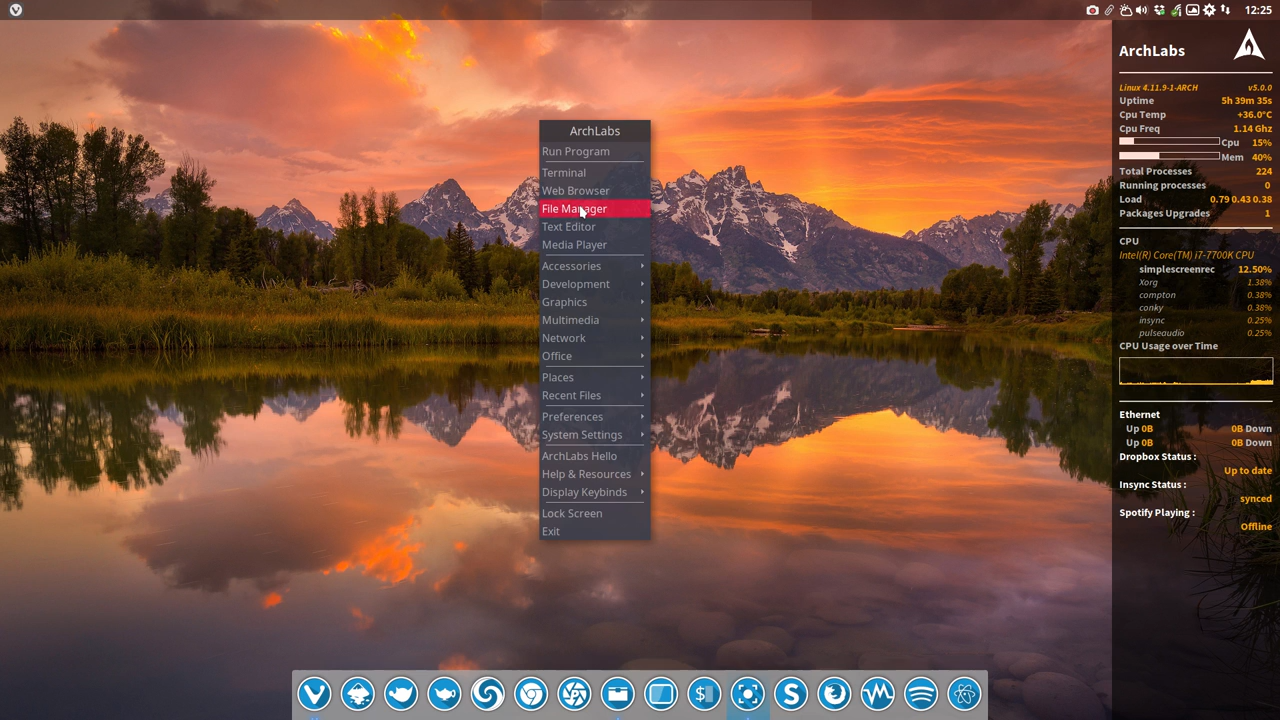 12:25
ArchLabs
Run Program
Terminal
Web Browser
File Manager
Text Editor
Media Player
Accessories
Development
Graphics
Multimedia
Network
Office
Places
Recent Files
Preferences
System Settings
ArchLabs Hello
Help & Resources
Display Keybinds
Lock Screen
Exit
ArchLabs
Linux 4.11.9-1-ARCH v5.0.0
Uptime 5h 39m 35s
Cpu Temp +36.0°C
Cpu Freq 1.14 Ghz
Cpu 15%
Mem 40%
Total Processes 224
Running processes 0
Load 0.79 0.43 0.38
Packages Upgrades 1
CPU
Intel(R) Core(TM) i7-7700K CPU
simplescreenrec 12.50%
Xorg 1.38%
compton 0.38%
conky 0.38%
insync 0.25%
pulseaudio 0.25%
CPU Usage over Time
Ethernet
Up 0B 0B Down
Up 0B 0B Down
Dropbox Status :
Up to date
Insync Status :
synced
Spotify Playing :
Offline